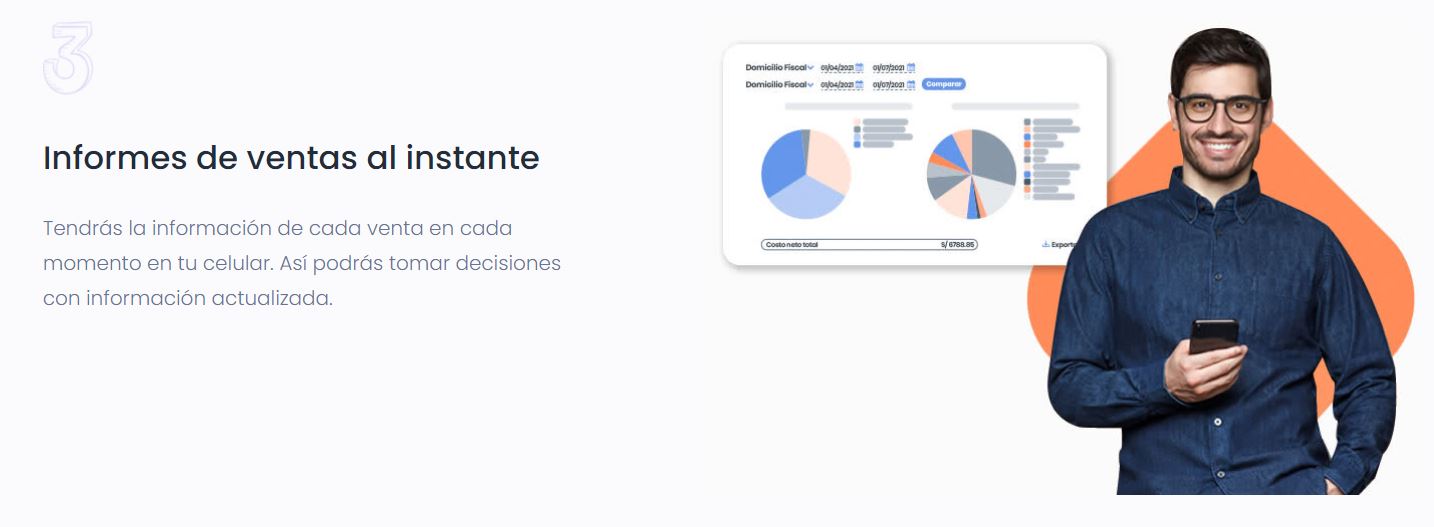 3
Informes de ventas al instante
Tendrás la información de cada venta en cada
momento en tu celular. Así podrás tomar decisiones
con información actualizada.
Domicilio Fiscal 01/04/2021 01/07/2021
Domicilio Fiscal 01/04/2021 01/07/2021 Comparar
Costo neto total S/ 6788.85
Exporta